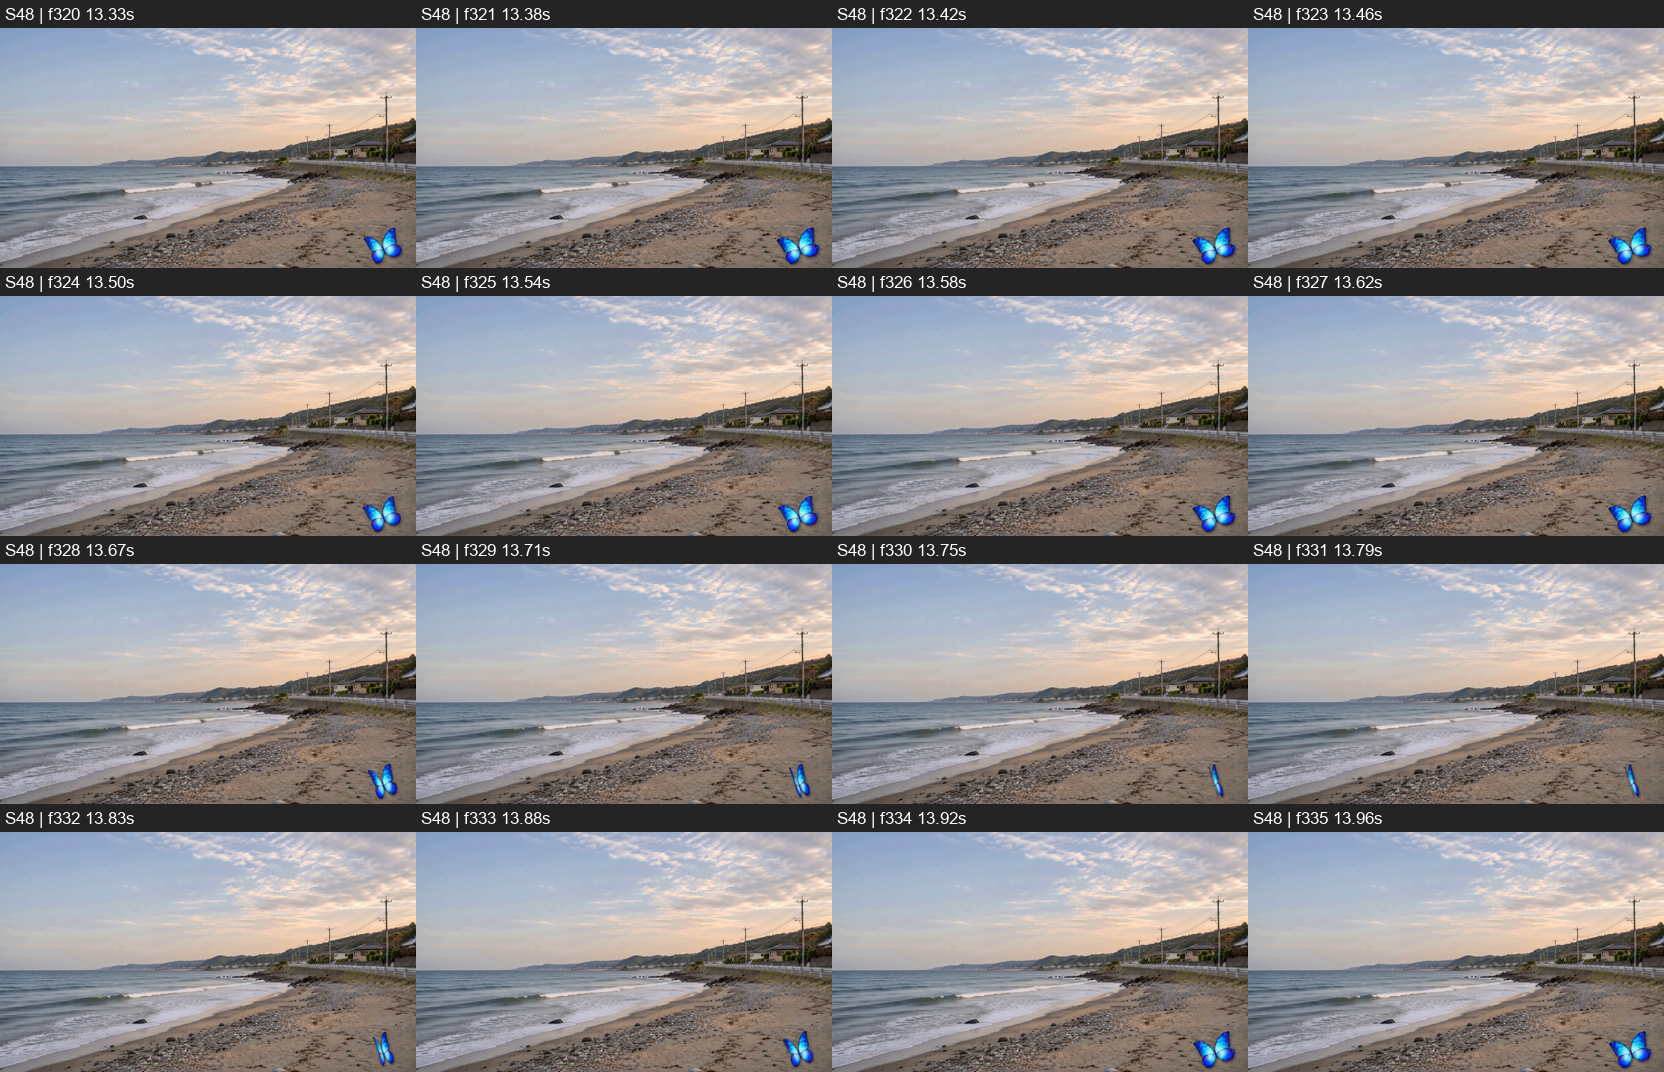 S48 | f320 13.33s
S48 | f321 13.38s
S48 | f322 13.42s
S48 | f323 13.46s
S48 | f324 13.50s
S48 | f325 13.54s
S48 | f326 13.58s
S48 | f327 13.62s
S48 | f328 13.67s
S48 | f329 13.71s
S48 | f330 13.75s
S48 | f331 13.79s
S48 | f332 13.83s
S48 | f333 13.88s
S48 | f334 13.92s
S48 | f335 13.96s